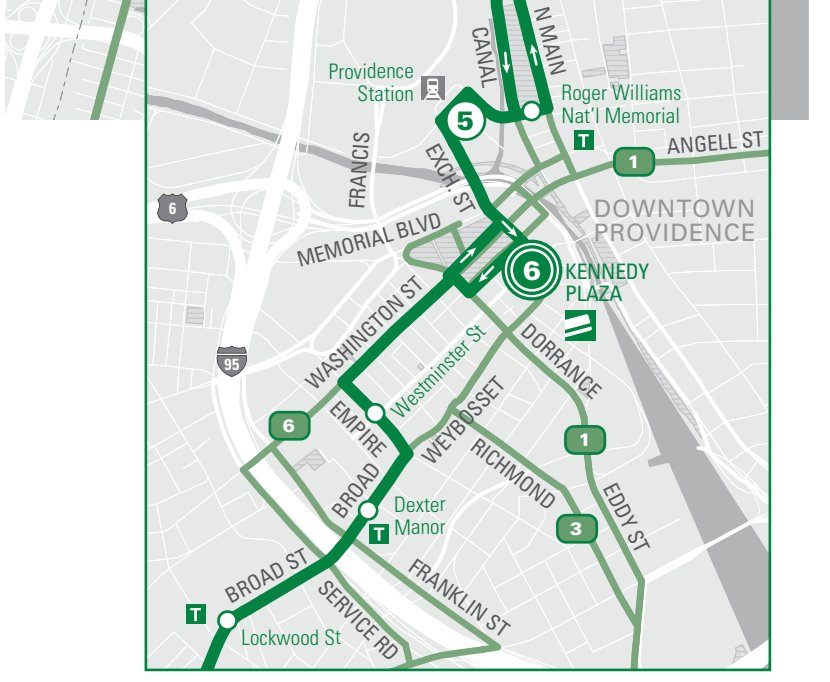 CANAL
N MAIN
Providence
Station
5
Roger Williams
Nat'l Memorial
T
ANGELL ST
1
FRANCIS
EXCH. ST
6
DOWNTOWN
PROVIDENCE
MEMORIAL BLVD
6
KENNEDY
PLAZA
WASHINGTON ST
95
Westminster St
DORRANCE
EMPIRE
WEYBOSSET
6
1
BROAD
RICHMOND
Dexter
Manor
T
EDDY ST
3
BROAD ST
FRANKLIN ST
SERVICE RD
T
Lockwood St